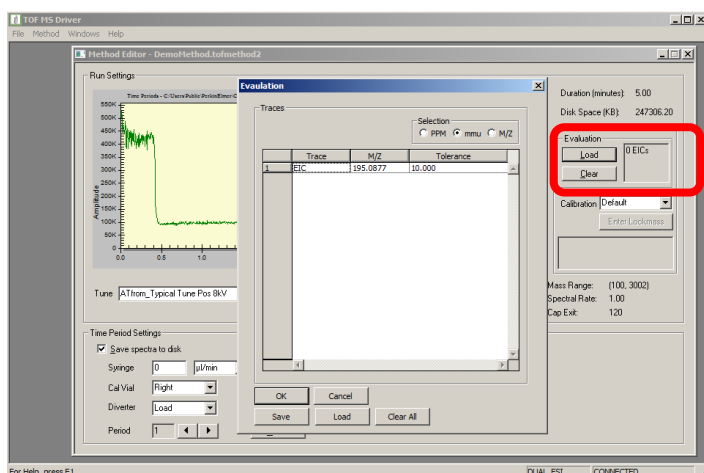 TOF MS Driver
File Method Windows Help
Method Editor - DemoMethod.tofmethod2
Run Settings
Time Periods - C:\Users\Public\PerkinElmer\C
550K
500K
450K
400K
350K
300K
250K
200K
150K
100K
50K
0
Amplitude
0.0 0.5 1.0
Tune ATfrom_Typical Tune Pos 8kV
Time Period Settings
Save spectra to disk
Syringe 0 µl/min
Cal Vial Right
Diverter Load
Period 1
Evaulation
Traces
Selection
PPM mmu M/Z
Trace M/Z Tolerance
1 EIC 195.0877 10.000
OK Cancel
Save Load Clear All
Duration (minutes): 5.00
Disk Space (KB): 247306.20
Evaluation
Load 0 EICs
Clear
Calibration Default
Enter Lockmass
Mass Range: (100, 3002)
Spectral Rate: 1.00
Cap Exit: 120
For Help, press F1
DUAL_ESI CONNECTED